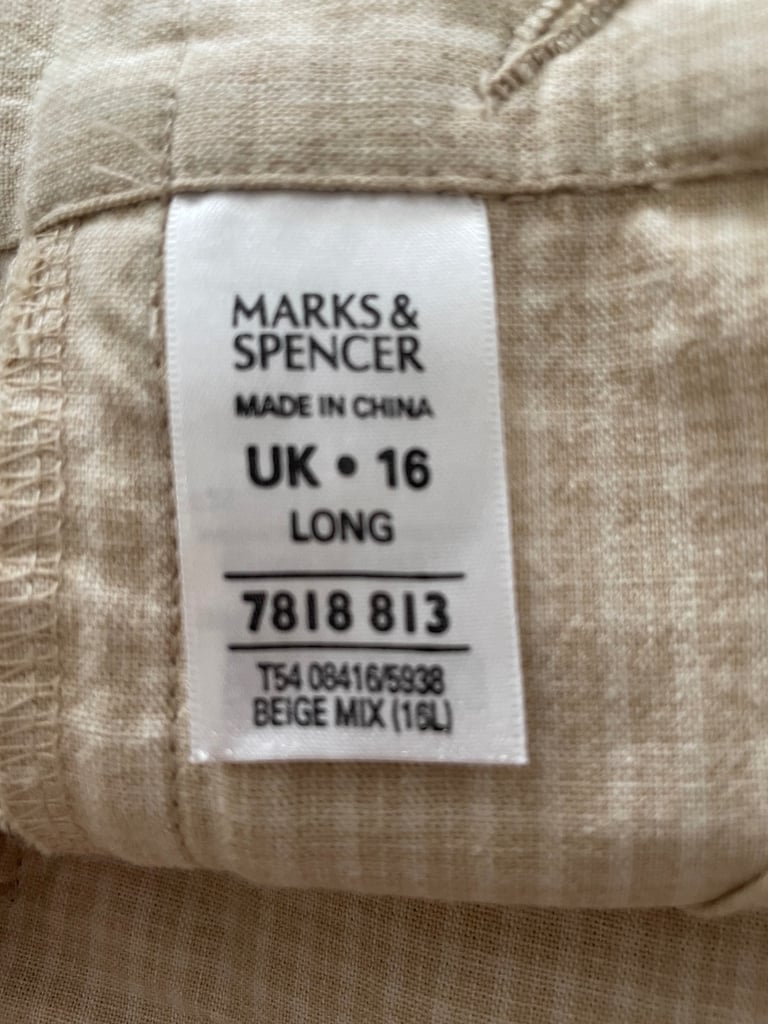 MARKS &
SPENCER
MADE IN CHINA
UK • 16
LONG
7818 813
T54 08416/5938
BEIGE MIX (16L)